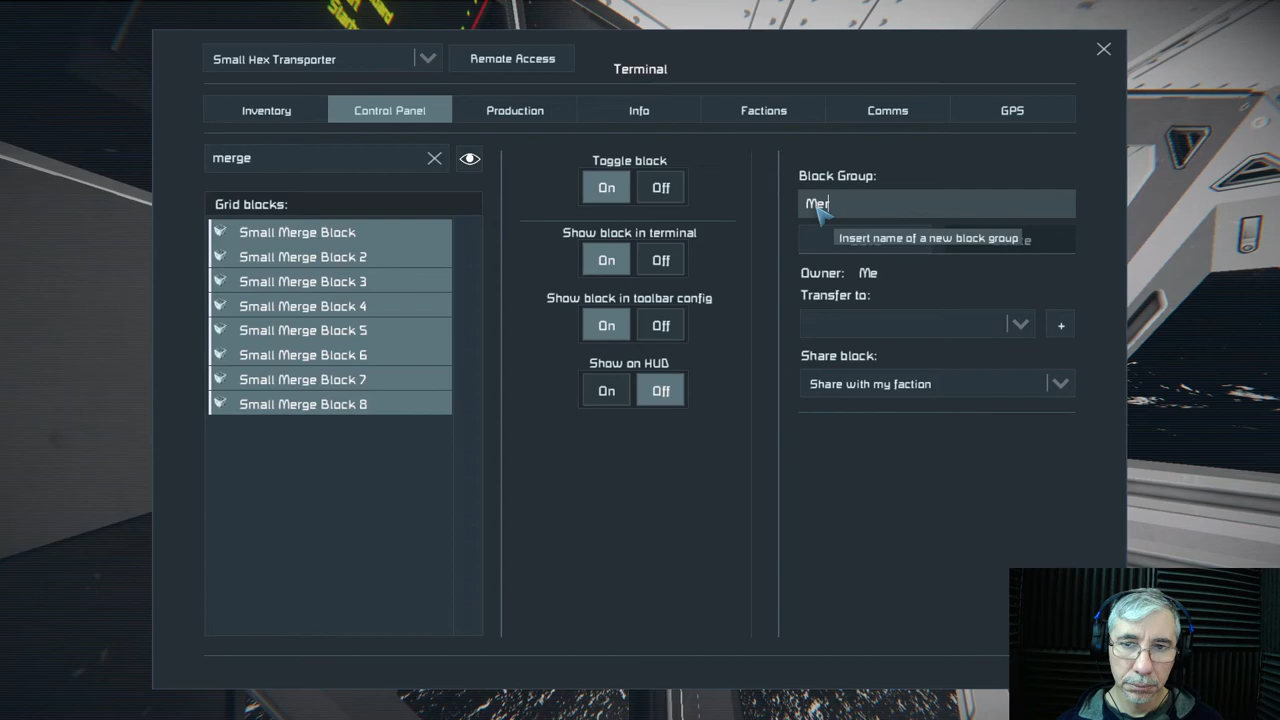 Start
Small Hex Transporter
Remote Access
Terminal
Inventory
Control Panel
Production
Info
Factions
Comms
GPS
merge
Grid blocks:
Small Merge Block
Small Merge Block 2
Small Merge Block 3
Small Merge Block 4
Small Merge Block 5
Small Merge Block 6
Small Merge Block 7
Small Merge Block 8
Toggle block
On
Off
Show block in terminal
On
Off
Show block in toolbar config
On
Off
Show on HUD
On
Off
Block Group:
Mer
Insert name of a new block group
Owner: Me
Transfer to:
+
Share block:
Share with my faction